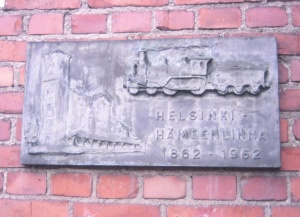 HELSINKI -
HÄMEENLINNA
1862 - 1962